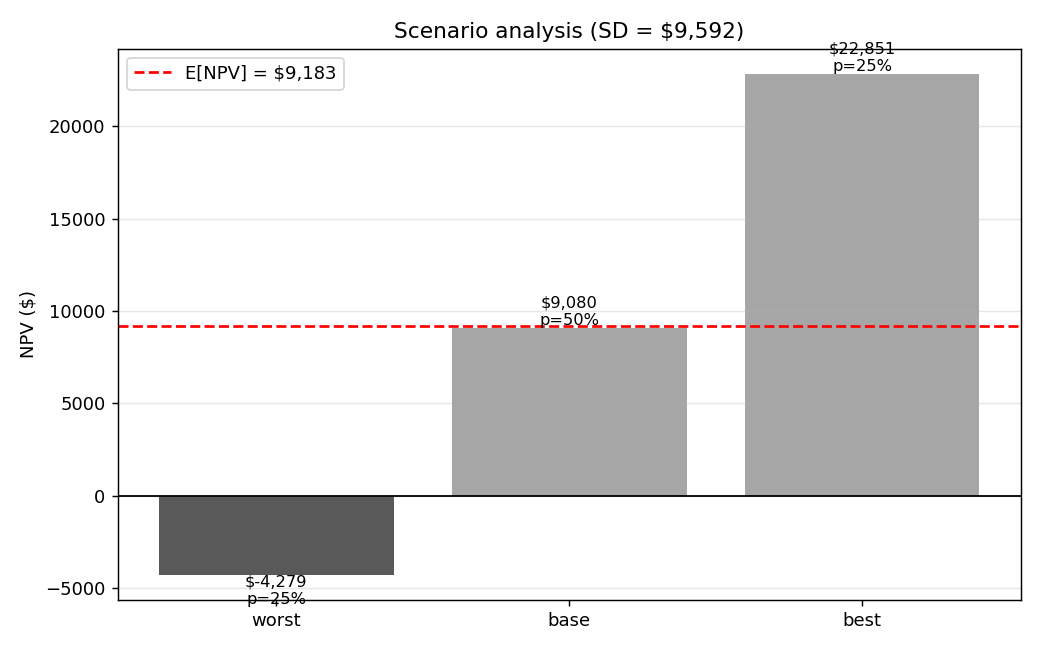 Scenario analysis (SD = $9,592)
E[NPV] = $9,183
$22,851
p=25%
20000
15000
10000
5000
0
−5000
NPV ($)
$9,080
p=50%
$-4,279
p=25%
worst
base
best